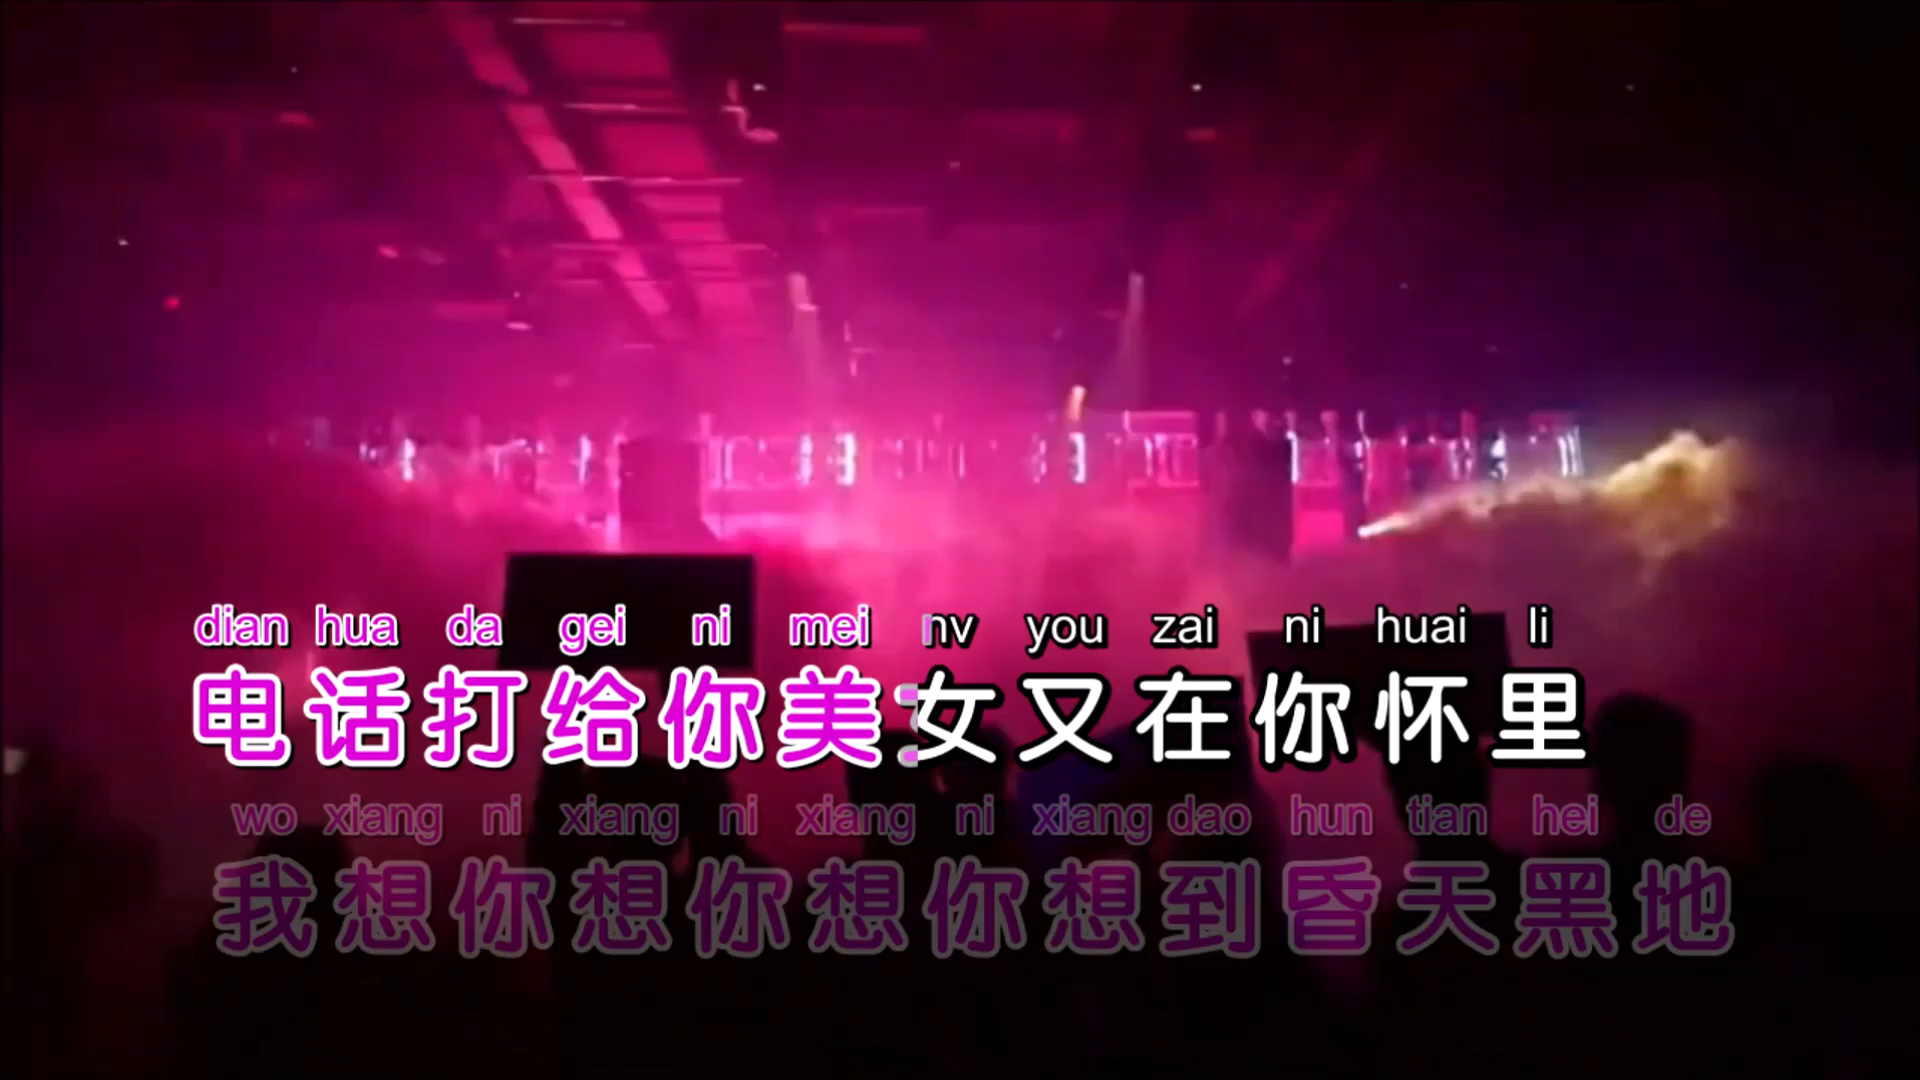 dian hua da gei ni mei nv you zai ni huai li
电话打给你美女又在你怀里
wo xiang ni xiang ni xiang ni xiang dao hun tian hei de
我想你想你想你想到昏天黑地